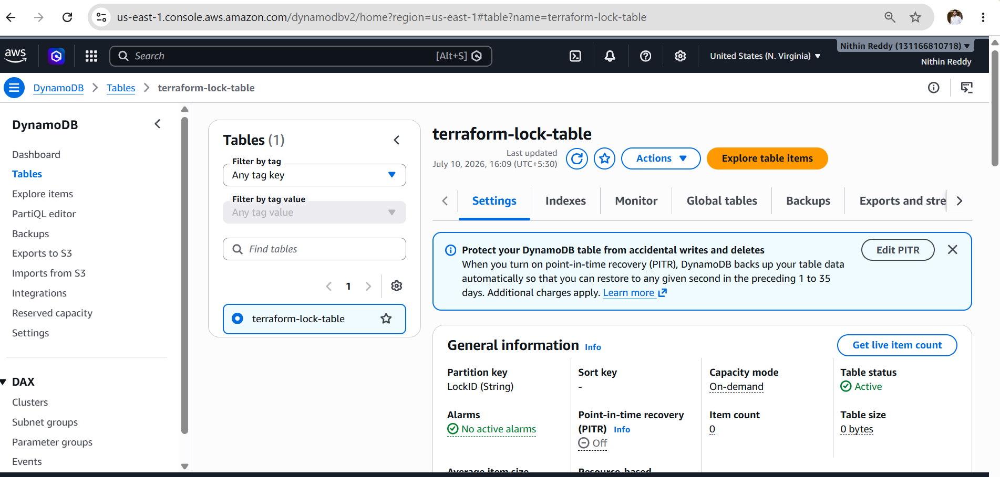 us-east-1.console.aws.amazon.com/dynamodbv2/home?region=us-east-1#table?name=terraform-lock-table
aws
Search
[Alt+S]
United States (N. Virginia)
Nithin Reddy (131166810718)
Nithin Reddy
DynamoDB
Tables
terraform-lock-table
DynamoDB
Dashboard
Tables
Explore items
PartiQL editor
Backups
Exports to S3
Imports from S3
Integrations
Reserved capacity
Settings
DAX
Clusters
Subnet groups
Parameter groups
Events
Tables (1)
Filter by tag
Any tag key
Filter by tag value
Any tag value
Find tables
1
terraform-lock-table
terraform-lock-table
Last updated
July 10, 2026, 16:09 (UTC+5:30)
Actions
Explore table items
Settings
Indexes
Monitor
Global tables
Backups
Exports and stre
Protect your DynamoDB table from accidental writes and deletes
When you turn on point-in-time recovery (PITR), DynamoDB backs up your table data
automatically so that you can restore to any given second in the preceding 1 to 35
days. Additional charges apply. Learn more
Edit PITR
General information Info
Get live item count
Partition key
LockID (String)
Sort key
-
Capacity mode
On-demand
Table status
Active
Alarms
No active alarms
Point-in-time recovery
(PITR) Info
Off
Item count
0
Table size
0 bytes
Average item size
Resource-based